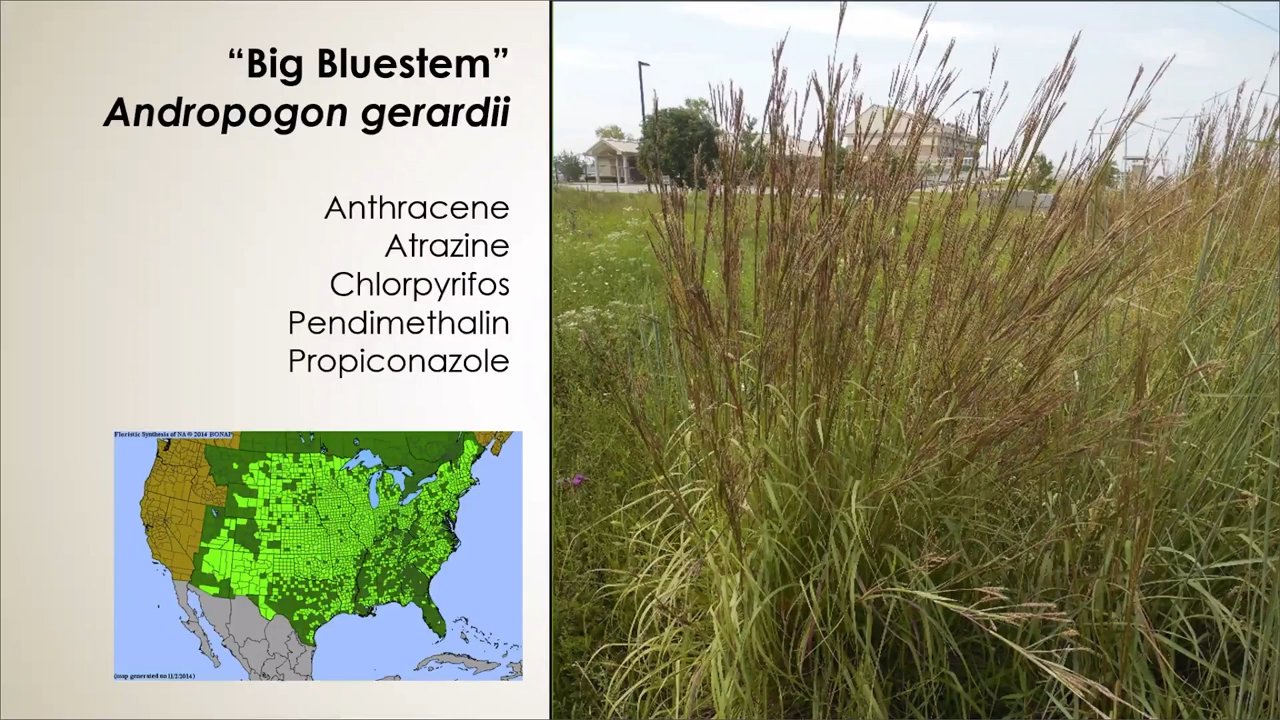 “Big Bluestem”
Andropogon gerardii
Anthracene
Atrazine
Chlorpyrifos
Pendimethalin
Propiconazole
Floristic Synthesis of NA © 2014 BONAP
(map generated on 11/2/2014)